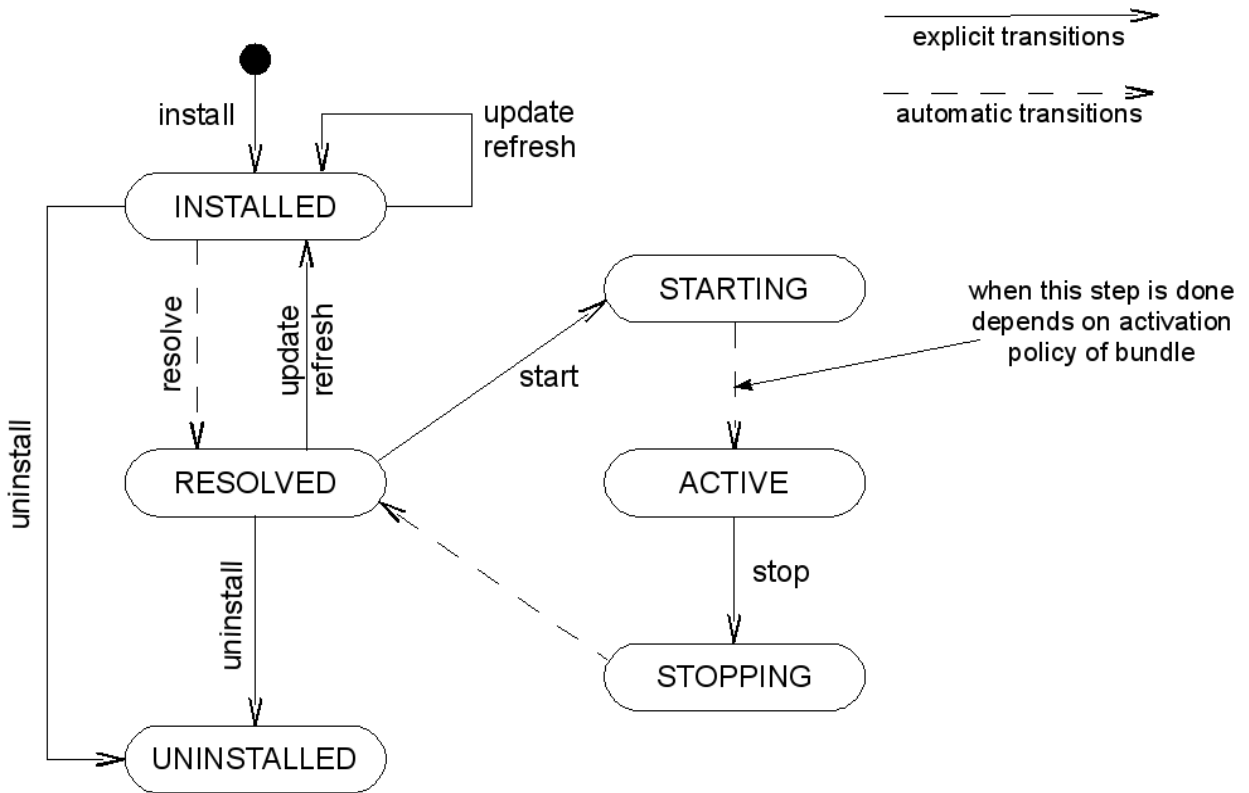 explicit transitions
automatic transitions
install
update
refresh
INSTALLED
resolve
update
refresh
STARTING
when this step is done
depends on activation
policy of bundle
start
uninstall
RESOLVED
ACTIVE
uninstall
stop
STOPPING
UNINSTALLED